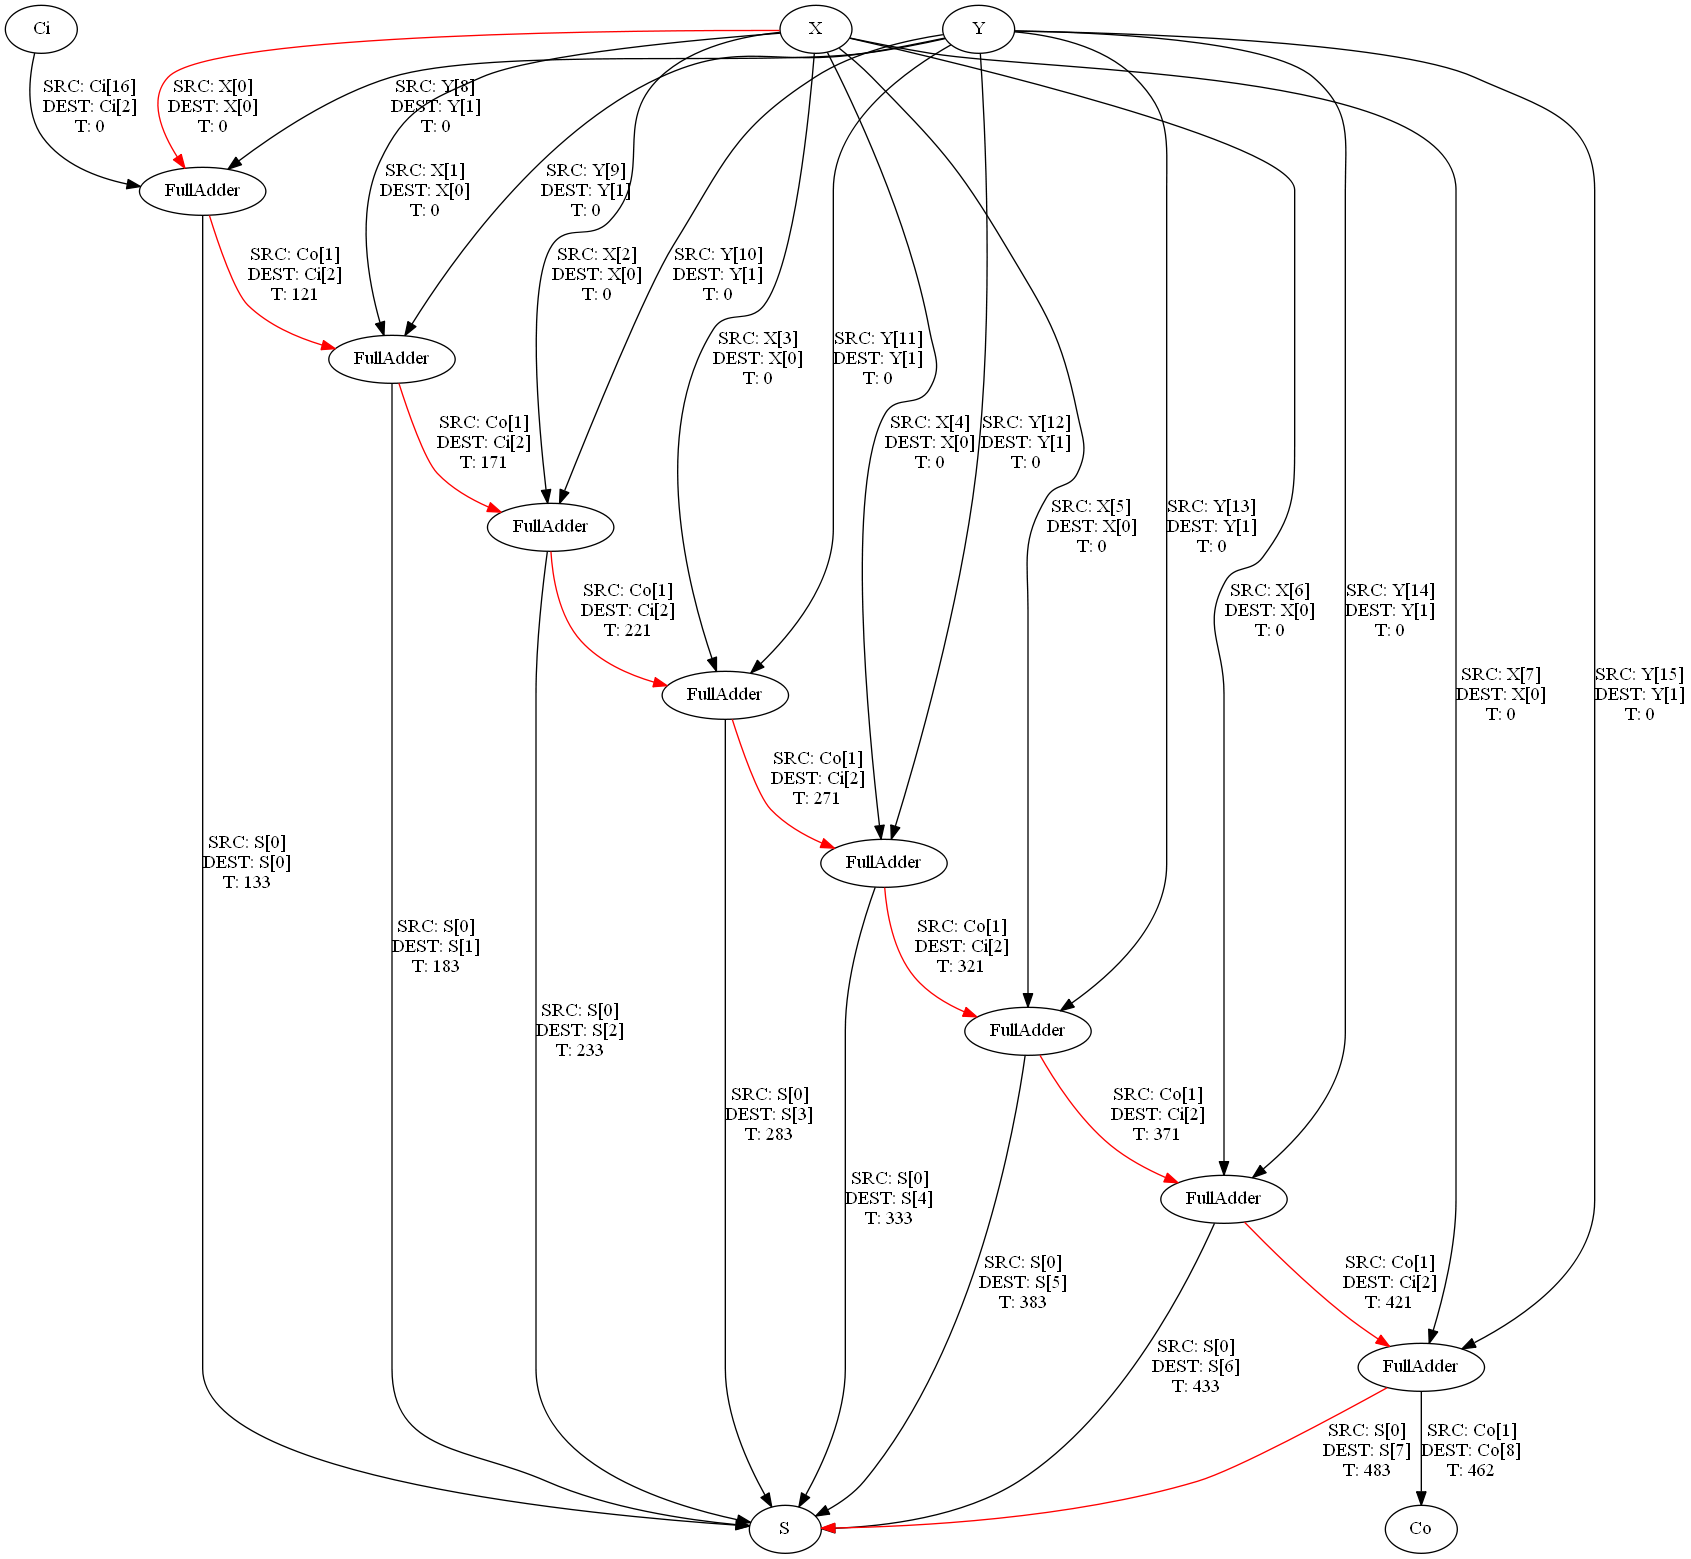 Ci
X
Y
SRC: Ci[16]
DEST: Ci[2]
T: 0
SRC: X[0]
DEST: X[0]
T: 0
SRC: Y[8]
DEST: Y[1]
T: 0
FullAdder
SRC: X[1]
DEST: X[0]
T: 0
SRC: Y[9]
DEST: Y[1]
T: 0
SRC: Co[1]
DEST: Ci[2]
T: 121
SRC: X[2]
DEST: X[0]
T: 0
SRC: Y[10]
DEST: Y[1]
T: 0
FullAdder
SRC: X[3]
DEST: X[0]
T: 0
SRC: Y[11]
DEST: Y[1]
T: 0
SRC: Co[1]
DEST: Ci[2]
T: 171
SRC: X[4]
DEST: X[0]
T: 0
SRC: Y[12]
DEST: Y[1]
T: 0
FullAdder
SRC: X[5]
DEST: X[0]
T: 0
SRC: Y[13]
DEST: Y[1]
T: 0
SRC: Co[1]
DEST: Ci[2]
T: 221
SRC: X[6]
DEST: X[0]
T: 0
SRC: Y[14]
DEST: Y[1]
T: 0
FullAdder
SRC: X[7]
DEST: X[0]
T: 0
SRC: Y[15]
DEST: Y[1]
T: 0
SRC: Co[1]
DEST: Ci[2]
T: 271
SRC: S[0]
DEST: S[0]
T: 133
FullAdder
SRC: S[0]
DEST: S[1]
T: 183
SRC: Co[1]
DEST: Ci[2]
T: 321
SRC: S[0]
DEST: S[2]
T: 233
FullAdder
SRC: S[0]
DEST: S[3]
T: 283
SRC: Co[1]
DEST: Ci[2]
T: 371
SRC: S[0]
DEST: S[4]
T: 333
FullAdder
SRC: S[0]
DEST: S[5]
T: 383
SRC: Co[1]
DEST: Ci[2]
T: 421
SRC: S[0]
DEST: S[6]
T: 433
FullAdder
SRC: S[0]
DEST: S[7]
T: 483
SRC: Co[1]
DEST: Co[8]
T: 462
S
Co